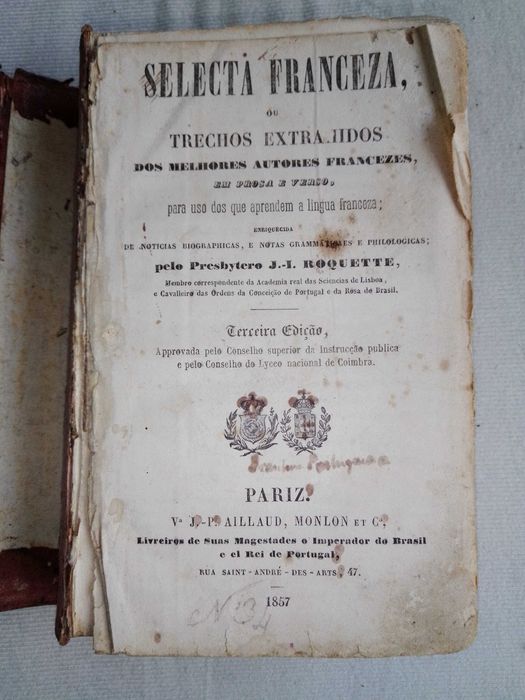 SELECTA FRANCEZA,
OU
TRECHOS EXTRAHIDOS
DOS MELHORES AUTORES FRANCEZES,
EM PROSA E VERSO,
para uso dos que aprendem a lingua franceza;
ENRIQUECIDA
DE NOTICIAS BIOGRAPHICAS, E NOTAS GRAMMATICAES E PHILOLOGICAS;
pelo Presbytero J.-I. ROQUETTE,
Membro correspondente da Academia real das Sciencias de Lisboa,
e Cavalleiro das Ordens da Conceição de Portugal e da Rosa do Brasil.
Terceira Edição,
Approvada pelo Conselho superior da Instrucção publica
e pelo Conselho do Lyceo nacional de Coimbra.
PARIZ.
Va J.-P. AILLAUD, MONLON ET Ca,
Livreiros de Suas Magestades o Imperador do Brasil
e el Rei de Portugal,
RUA SAINT-ANDRÉ-DES-ARTS, 47.
1857